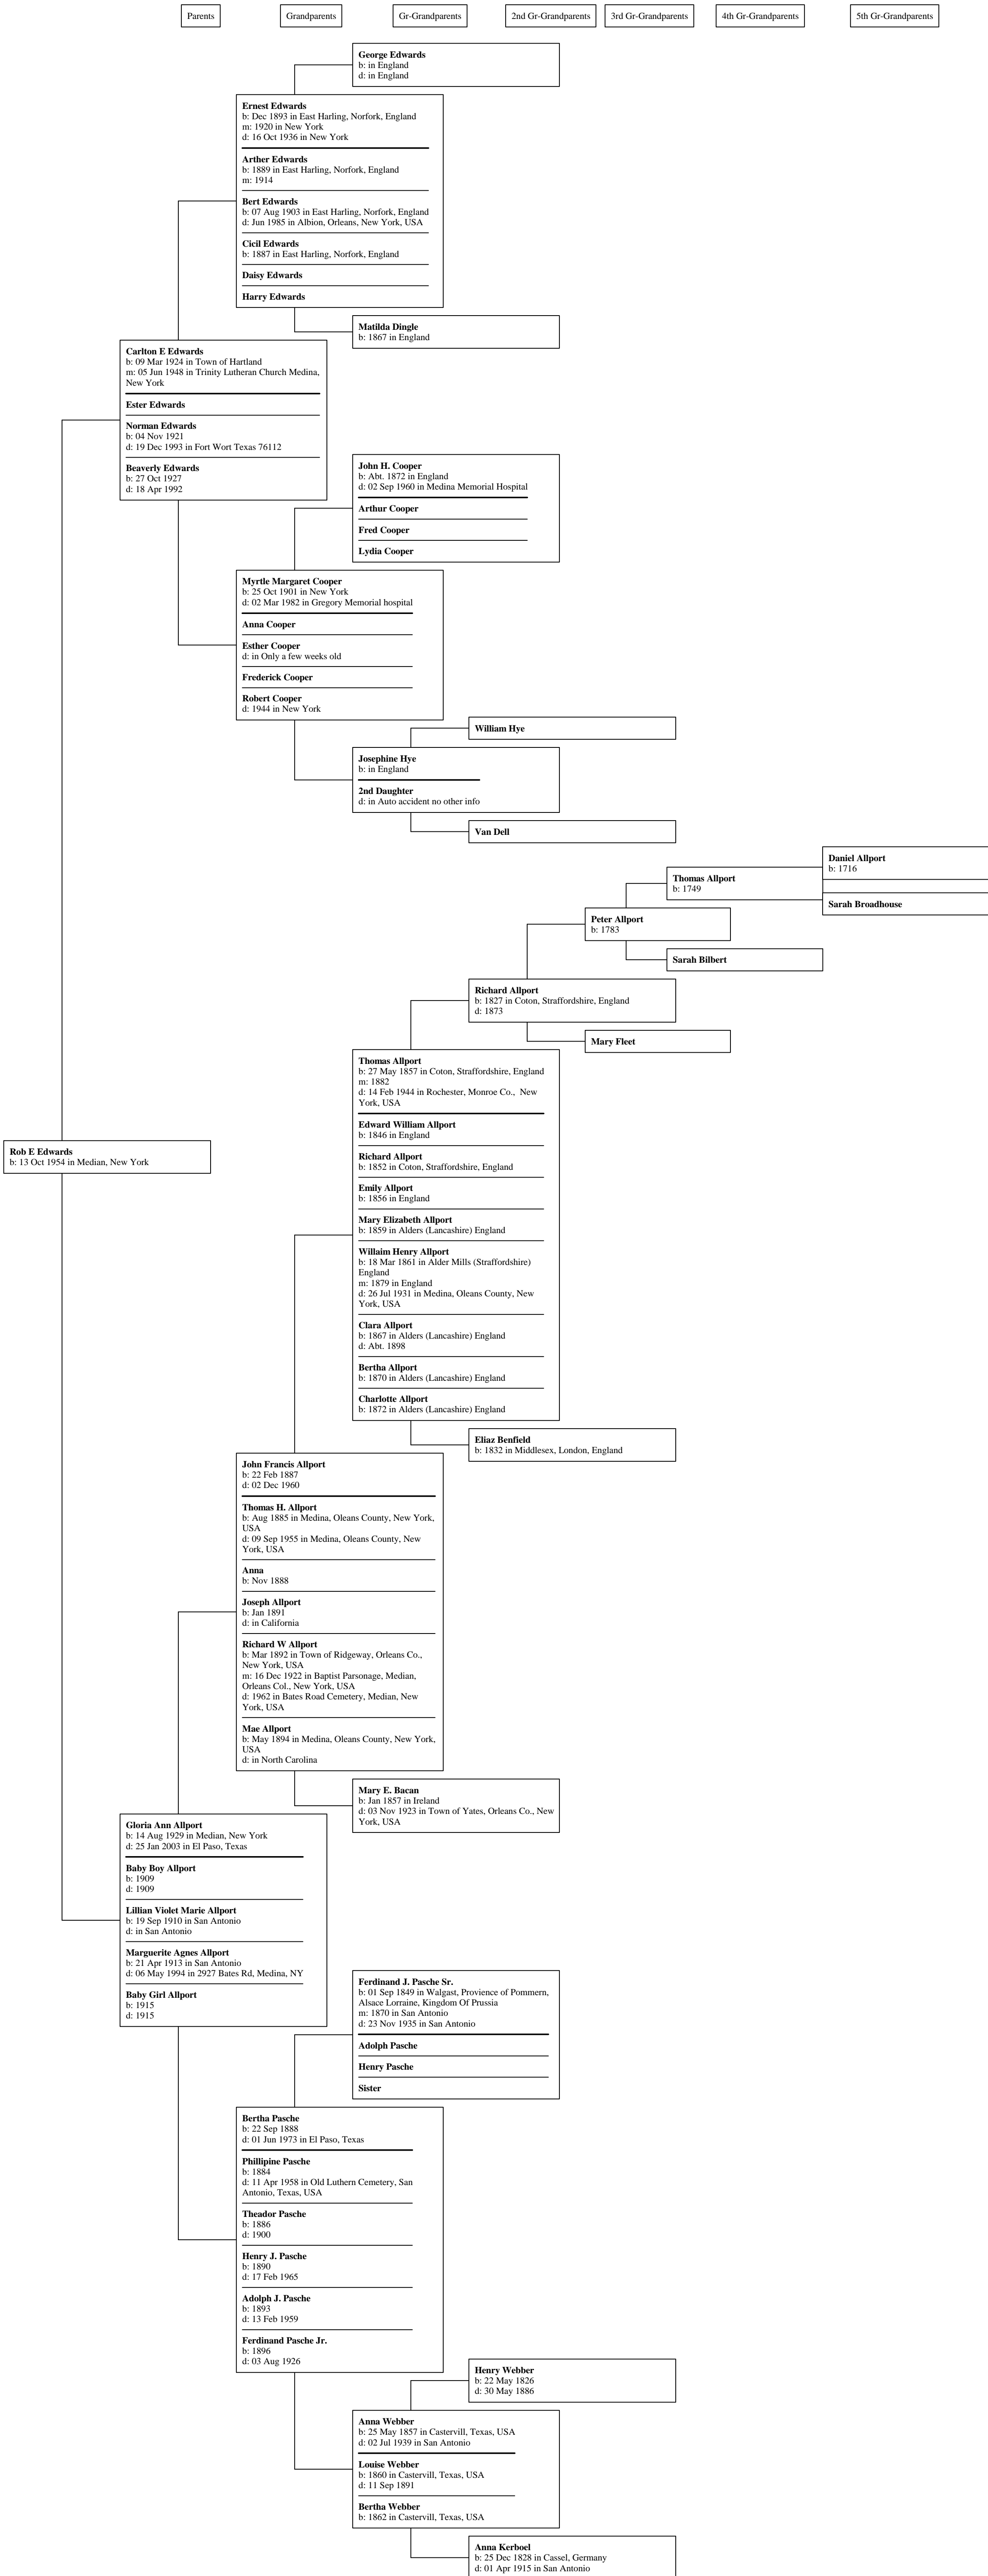 Parents
Grandparents
Gr-Grandparents
2nd Gr-Grandparents
3rd Gr-Grandparents
4th Gr-Grandparents
5th Gr-Grandparents
George Edwards
b: in England
d: in England
Ernest Edwards
b: Dec 1893 in East Harling, Norfork, England
m: 1920 in New York
d: 16 Oct 1936 in New York
Arther Edwards
b: 1889 in East Harling, Norfork, England
m: 1914
Bert Edwards
b: 07 Aug 1903 in East Harling, Norfork, England
d: Jun 1985 in Albion, Orleans, New York, USA
Cicil Edwards
b: 1887 in East Harling, Norfork, England
Daisy Edwards
Harry Edwards
Matilda Dingle
b: 1867 in England
Carlton E Edwards
b: 09 Mar 1924 in Town of Hartland
m: 05 Jun 1948 in Trinity Lutheran Church Medina,
New York
Ester Edwards
Norman Edwards
b: 04 Nov 1921
d: 19 Dec 1993 in Fort Wort Texas 76112
Beaverly Edwards
b: 27 Oct 1927
d: 18 Apr 1992
John H. Cooper
b: Abt. 1872 in England
d: 02 Sep 1960 in Medina Memorial Hospital
Arthur Cooper
Fred Cooper
Lydia Cooper
Myrtle Margaret Cooper
b: 25 Oct 1901 in New York
d: 02 Mar 1982 in Gregory Memorial hospital
Anna Cooper
Esther Cooper
d: in Only a few weeks old
Frederick Cooper
Robert Cooper
d: 1944 in New York
William Hye
Josephine Hye
b: in England
2nd Daughter
d: in Auto accident no other info
Van Dell
Daniel Allport
b: 1716
Thomas Allport
b: 1749
Sarah Broadhouse
Peter Allport
b: 1783
Sarah Bilbert
Richard Allport
b: 1827 in Coton, Straffordshire, England
d: 1873
Mary Fleet
Thomas Allport
b: 27 May 1857 in Coton, Straffordshire, England
m: 1882
d: 14 Feb 1944 in Rochester, Monroe Co., New
York, USA
Edward William Allport
b: 1846 in England
Richard Allport
b: 1852 in Coton, Straffordshire, England
Emily Allport
b: 1856 in England
Mary Elizabeth Allport
b: 1859 in Alders (Lancashire) England
Willaim Henry Allport
b: 18 Mar 1861 in Alder Mills (Straffordshire)
England
m: 1879 in England
d: 26 Jul 1931 in Medina, Oleans County, New
York, USA
Clara Allport
b: 1867 in Alders (Lancashire) England
d: Abt. 1898
Bertha Allport
b: 1870 in Alders (Lancashire) England
Charlotte Allport
b: 1872 in Alders (Lancashire) England
Rob E Edwards
b: 13 Oct 1954 in Median, New York
Eliaz Benfield
b: 1832 in Middlesex, London, England
John Francis Allport
b: 22 Feb 1887
d: 02 Dec 1960
Thomas H. Allport
b: Aug 1885 in Medina, Oleans County, New York,
USA
d: 09 Sep 1955 in Medina, Oleans County, New
York, USA
Anna
b: Nov 1888
Joseph Allport
b: Jan 1891
d: in California
Richard W Allport
b: Mar 1892 in Town of Ridgeway, Orleans Co.,
New York, USA
m: 16 Dec 1922 in Baptist Parsonage, Median,
Orleans Col., New York, USA
d: 1962 in Bates Road Cemetery, Median, New
York, USA
Mae Allport
b: May 1894 in Medina, Oleans County, New York,
USA
d: in North Carolina
Mary E. Bacan
b: Jan 1857 in Ireland
d: 03 Nov 1923 in Town of Yates, Orleans Co., New
York, USA
Gloria Ann Allport
b: 14 Aug 1929 in Median, New York
d: 25 Jan 2003 in El Paso, Texas
Baby Boy Allport
b: 1909
d: 1909
Lillian Violet Marie Allport
b: 19 Sep 1910 in San Antonio
d: in San Antonio
Marguerite Agnes Allport
b: 21 Apr 1913 in San Antonio
d: 06 May 1994 in 2927 Bates Rd, Medina, NY
Baby Girl Allport
b: 1915
d: 1915
Ferdinand J. Pasche Sr.
b: 01 Sep 1849 in Walgast, Provience of Pommern,
Alsace Lorraine, Kingdom Of Prussia
m: 1870 in San Antonio
d: 23 Nov 1935 in San Antonio
Adolph Pasche
Henry Pasche
Sister
Bertha Pasche
b: 22 Sep 1888
d: 01 Jun 1973 in El Paso, Texas
Phillipine Pasche
b: 1884
d: 11 Apr 1958 in Old Luthern Cemetery, San
Antonio, Texas, USA
Theador Pasche
b: 1886
d: 1900
Henry J. Pasche
b: 1890
d: 17 Feb 1965
Adolph J. Pasche
b: 1893
d: 13 Feb 1959
Ferdinand Pasche Jr.
b: 1896
d: 03 Aug 1926
Henry Webber
b: 22 May 1826
d: 30 May 1886
Anna Webber
b: 25 May 1857 in Castervill, Texas, USA
d: 02 Jul 1939 in San Antonio
Louise Webber
b: 1860 in Castervill, Texas, USA
d: 11 Sep 1891
Bertha Webber
b: 1862 in Castervill, Texas, USA
Anna Kerboel
b: 25 Dec 1828 in Cassel, Germany
d: 01 Apr 1915 in San Antonio